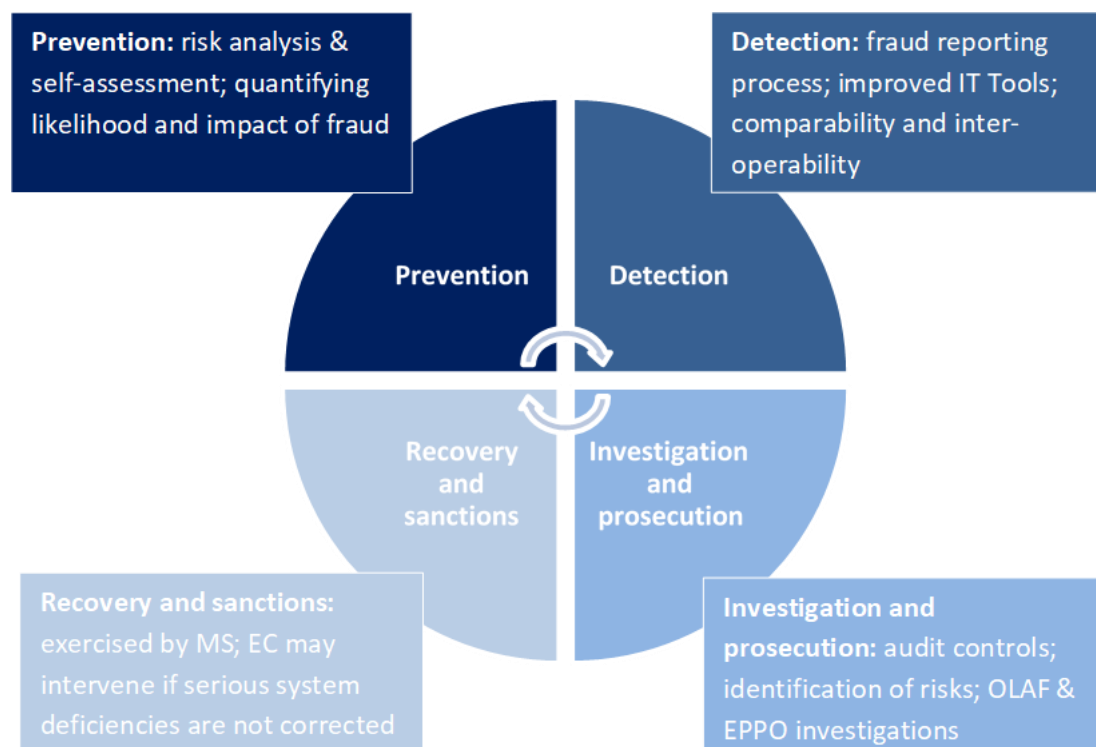 Prevention: risk analysis &
self-assessment; quantifying
likelihood and impact of fraud
Detection: fraud reporting
process; improved IT Tools;
comparability and inter-
operability
Prevention
Detection
Recovery
and
sanctions
Investigation
and
prosecution
Recovery and sanctions:
exercised by MS; EC may
intervene if serious system
deficiencies are not corrected
Investigation and
prosecution: audit controls;
identification of risks; OLAF &
EPPO investigations